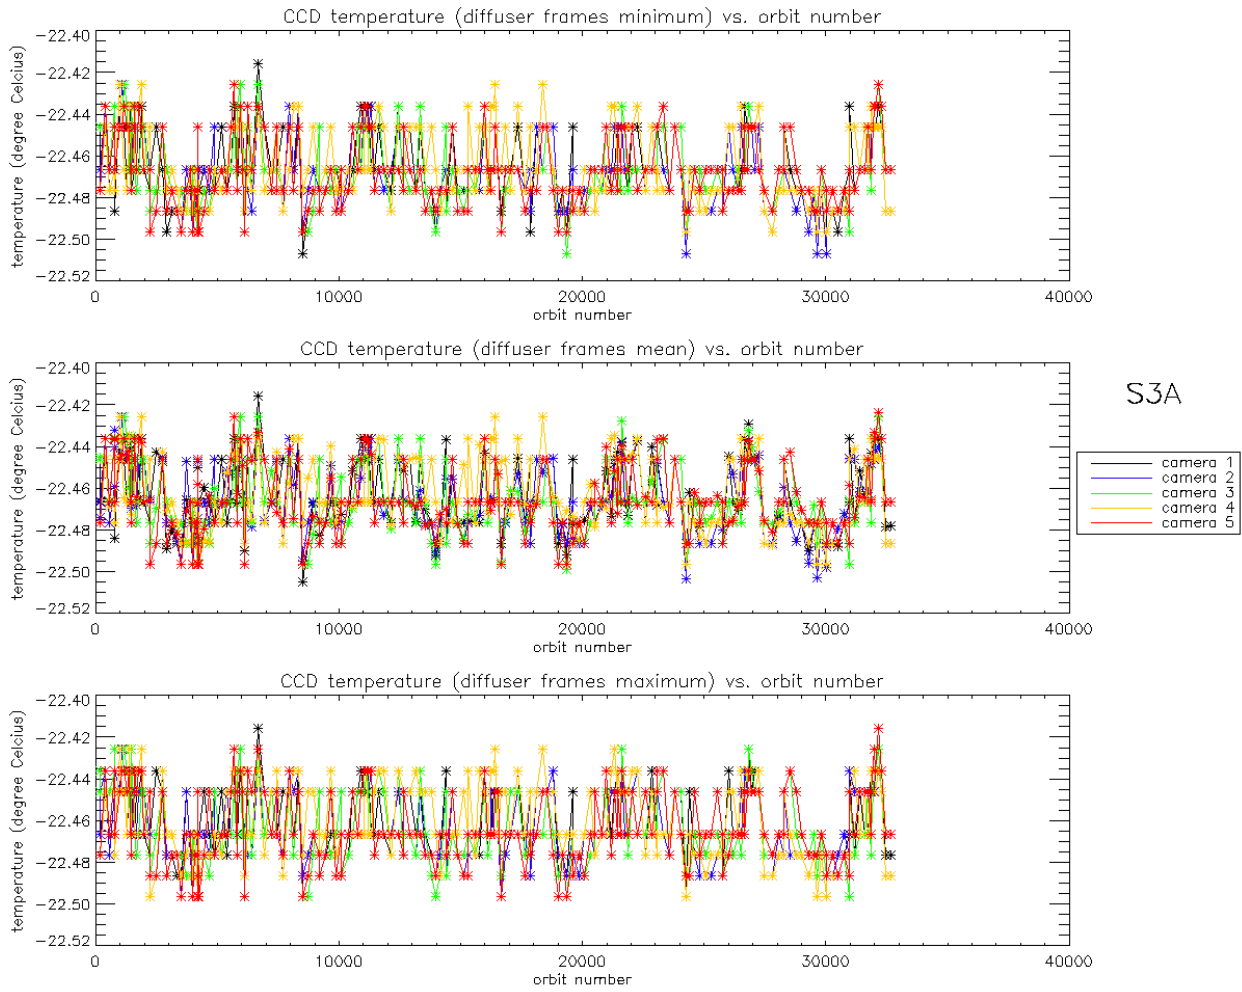 CCD temperature (diffuser frames minimum) vs. orbit number
temperature (degree Celcius)
-22.40
-22.42
-22.44
-22.46
-22.48
-22.50
-22.52
0 10000 20000 30000 40000
orbit number
CCD temperature (diffuser frames mean) vs. orbit number
temperature (degree Celcius)
-22.40
-22.42
-22.44
-22.46
-22.48
-22.50
-22.52
0 10000 20000 30000 40000
orbit number
S3A
camera 1
camera 2
camera 3
camera 4
camera 5
CCD temperature (diffuser frames maximum) vs. orbit number
temperature (degree Celcius)
-22.40
-22.42
-22.44
-22.46
-22.48
-22.50
-22.52
0 10000 20000 30000 40000
orbit number